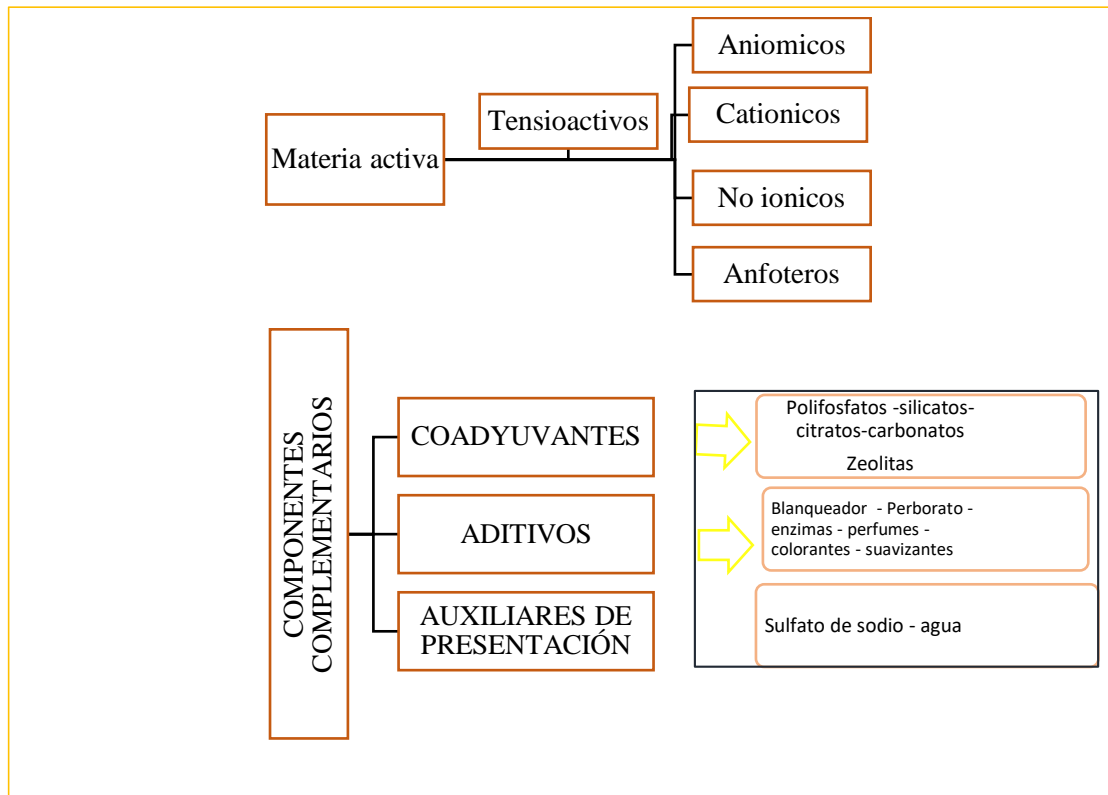 Aniomicos
Tensioactivos
Cationicos
Materia activa
No ionicos
Anfoteros
COMPONENTES
COMPLEMENTARIOS
COADYUVANTES
Polifosfatos -silicatos-
citratos-carbonatos
Zeolitas
ADITIVOS
Blanqueador - Perborato -
enzimas - perfumes -
colorantes - suavizantes
AUXILIARES DE
PRESENTACIÓN
Sulfato de sodio - agua